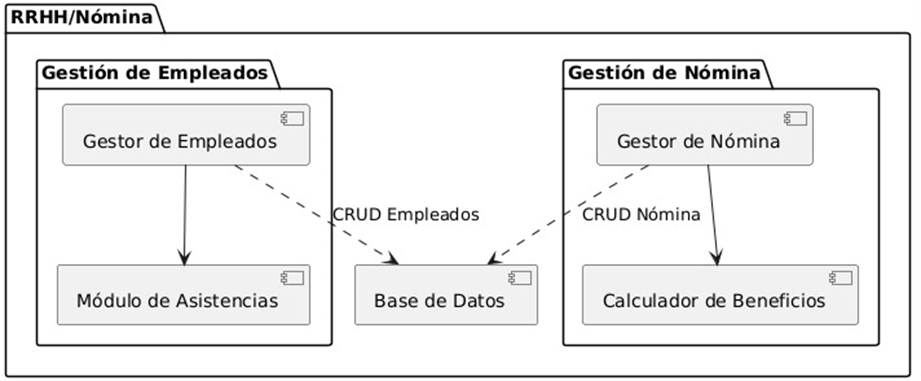 RRHH/Nómina
Gestión de Empleados
Gestión de Nómina
Gestor de Empleados
Gestor de Nómina
CRUD Empleados
CRUD Nómina
Módulo de Asistencias
Base de Datos
Calculador de Beneficios